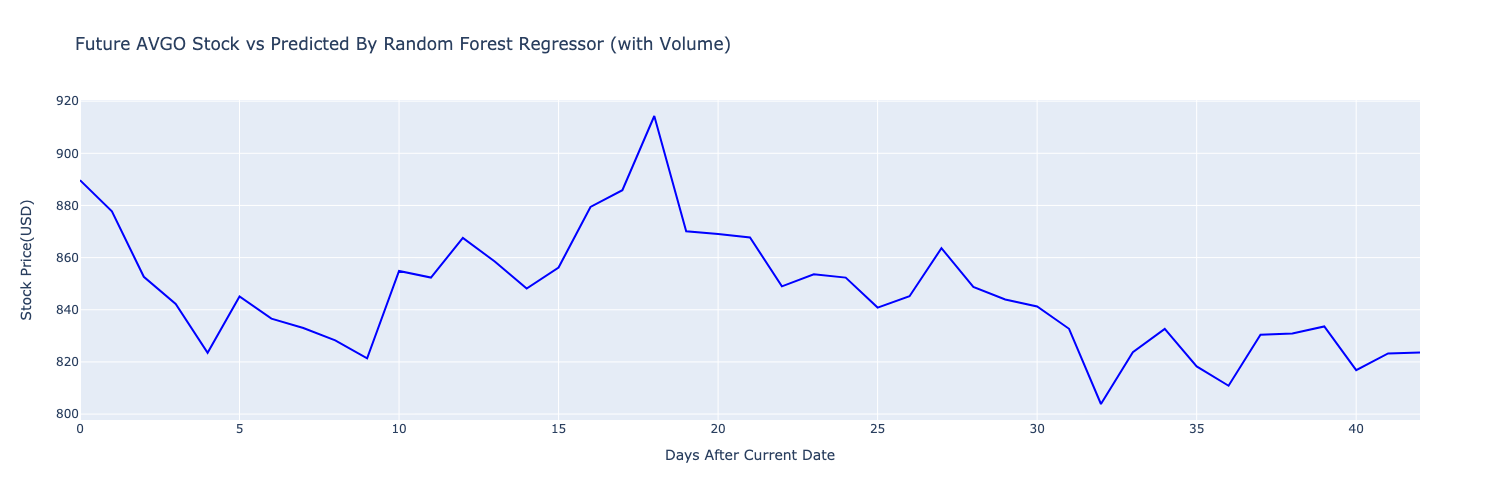 Future AVGO Stock vs Predicted By Random Forest Regressor (with Volume)
920
900
880
860
840
820
800
Stock Price(USD)
0 5 10 15 20 25 30 35 40
Days After Current Date